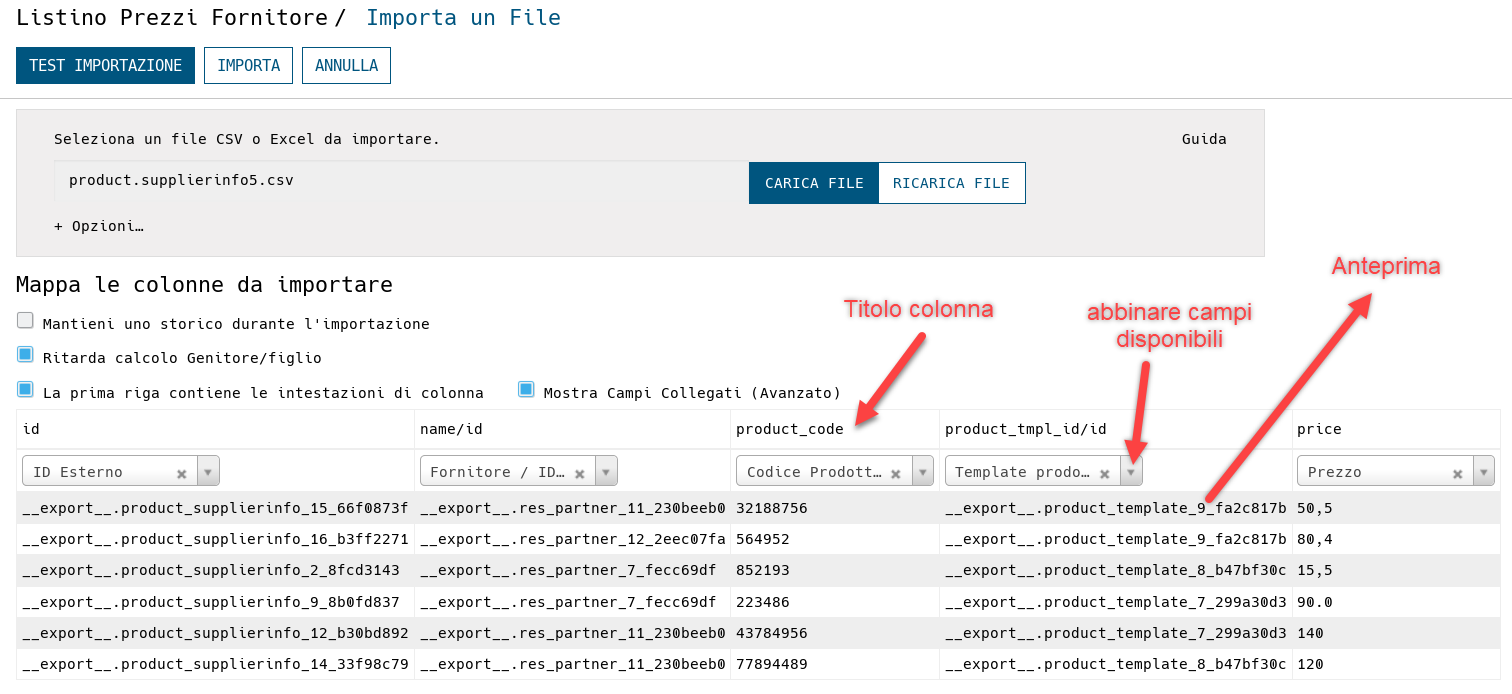 Listino Prezzi Fornitore / Importa un File
TEST IMPORTAZIONE IMPORTA ANNULLA
Seleziona un file CSV o Excel da importare. Guida
product.supplierinfo5.csv CARICA FILE RICARICA FILE
+ Opzioni…
Mappa le colonne da importare
Anteprima
Titolo colonna
abbinare campi
disponibili
Mantieni uno storico durante l'importazione
Ritarda calcolo Genitore/figlio
La prima riga contiene le intestazioni di colonna Mostra Campi Collegati (Avanzato)
id name/id product_code product_tmpl_id/id price
ID Esterno Fornitore / ID… Codice Prodott… Template prodo… Prezzo
__export__.product_supplierinfo_15_66f0873f __export__.res_partner_11_230beeb0 32188756 __export__.product_template_9_fa2c817b 50,5
__export__.product_supplierinfo_16_b3ff2271 __export__.res_partner_12_2eec07fa 564952 __export__.product_template_9_fa2c817b 80,4
__export__.product_supplierinfo_2_8fcd3143 __export__.res_partner_7_fecc69df 852193 __export__.product_template_8_b47bf30c 15,5
__export__.product_supplierinfo_9_8b0fd837 __export__.res_partner_7_fecc69df 223486 __export__.product_template_7_299a30d3 90.0
__export__.product_supplierinfo_12_b30bd892 __export__.res_partner_11_230beeb0 43784956 __export__.product_template_7_299a30d3 140
__export__.product_supplierinfo_14_33f98c79 __export__.res_partner_11_230beeb0 77894489 __export__.product_template_8_b47bf30c 120